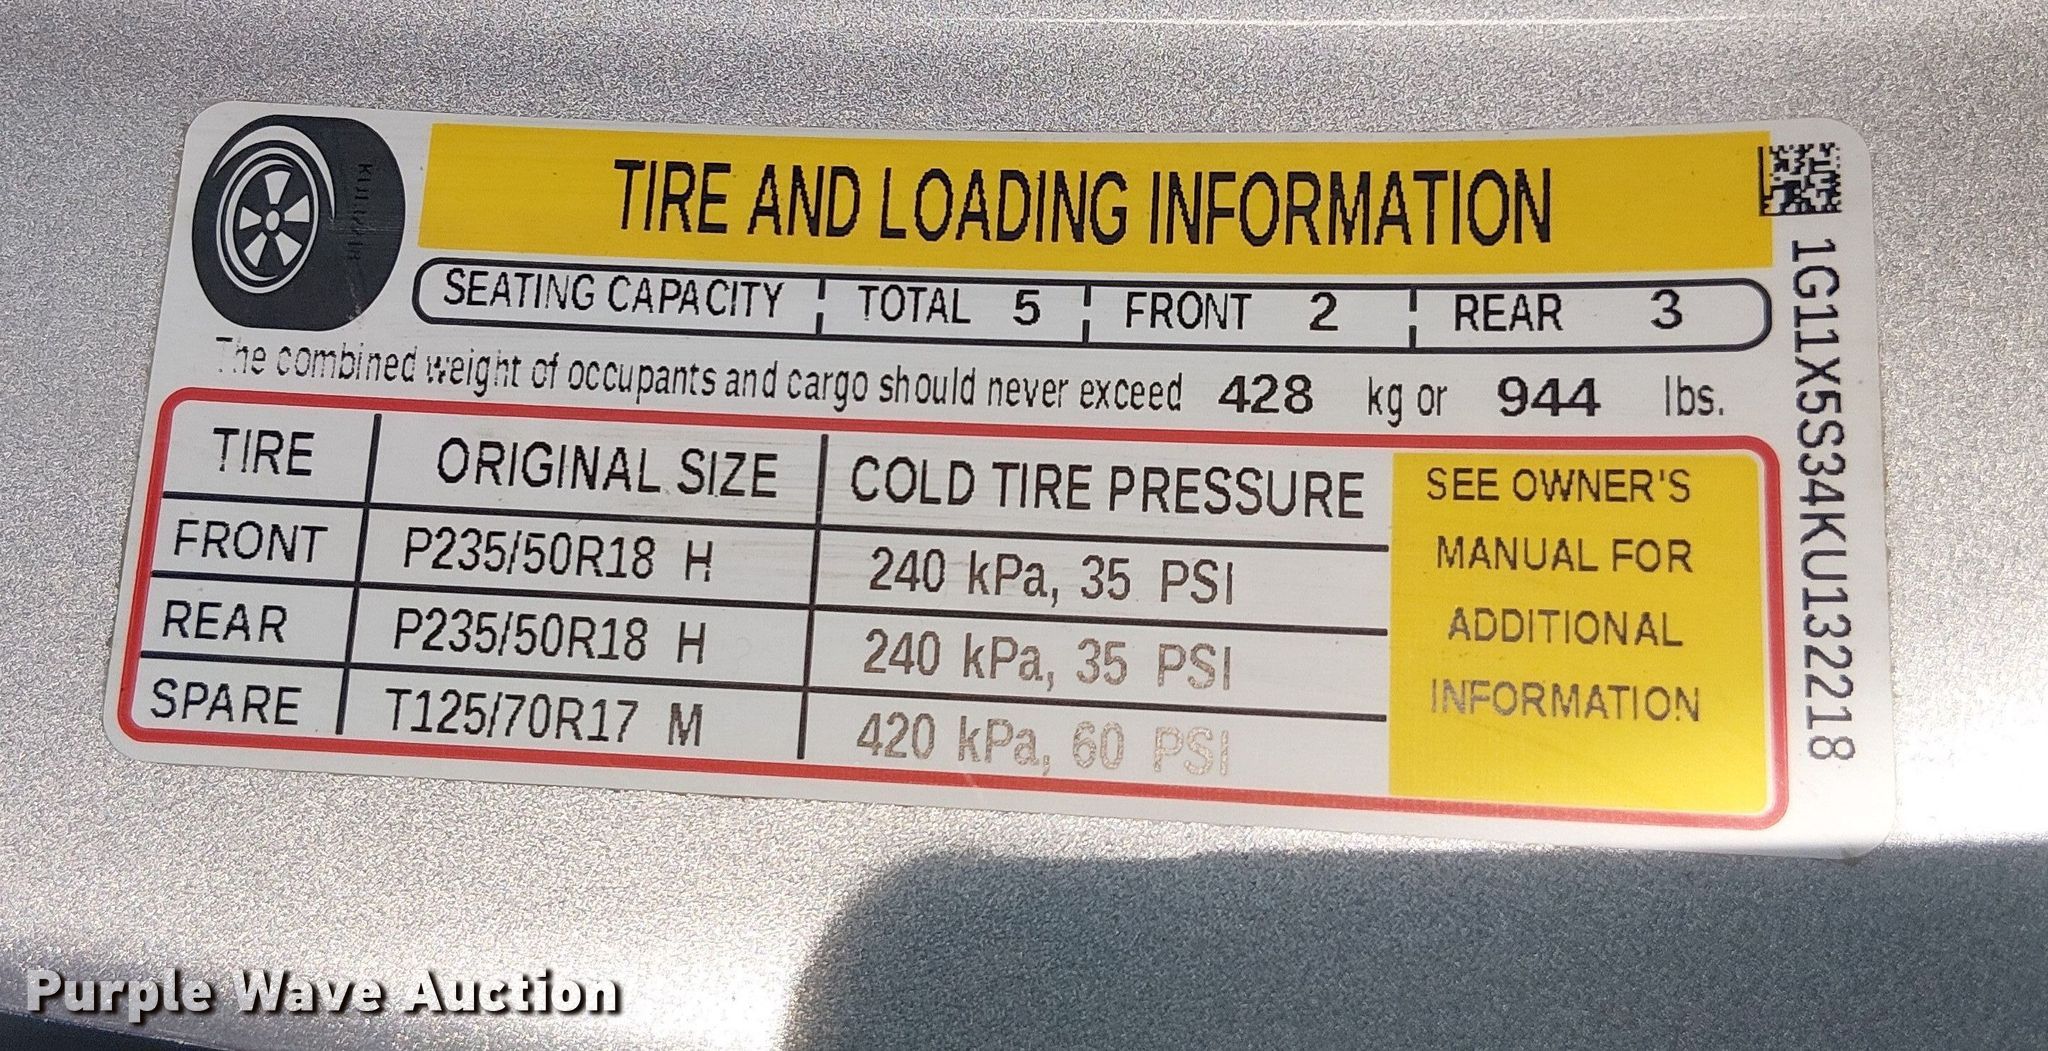 TIRE AND LOADING INFORMATION
SEATING CAPACITY TOTAL 5 FRONT 2 REAR 3
The combined weight of occupants and cargo should never exceed 428 kg or 944 lbs.
TIRE ORIGINAL SIZE COLD TIRE PRESSURE
FRONT P235/50R18 H 240 kPa, 35 PSI
REAR P235/50R18 H 240 kPa, 35 PSI
SPARE T125/70R17 M 420 kPa, 60 PSI
SEE OWNER'S
MANUAL FOR
ADDITIONAL
INFORMATION
1G11X5S34KU132218
Purple Wave Auction